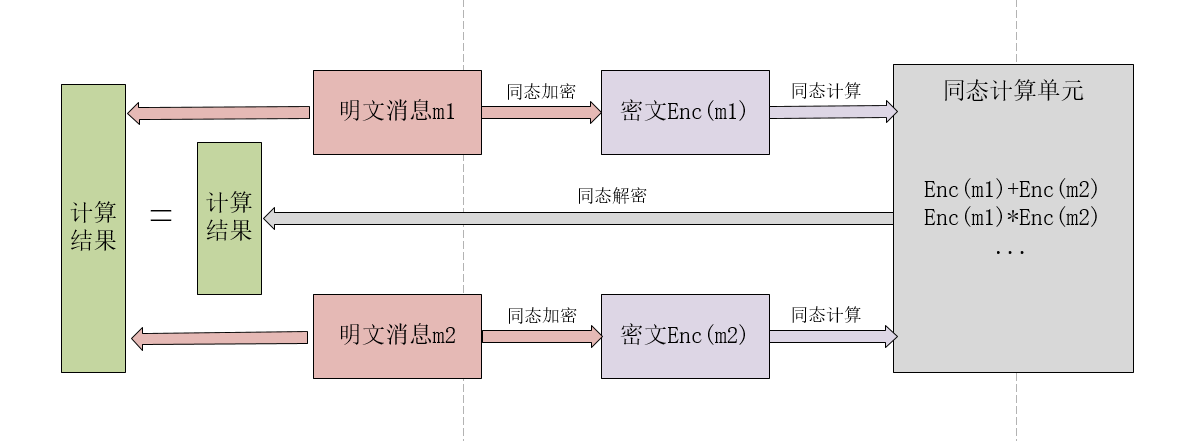 同态加密
同态计算
明文消息m1
密文Enc(m1)
同态计算单元
计算
结果
=
计算
结果
同态解密
Enc(m1)+Enc(m2)
Enc(m1)*Enc(m2)
...
同态加密
同态计算
明文消息m2
密文Enc(m2)